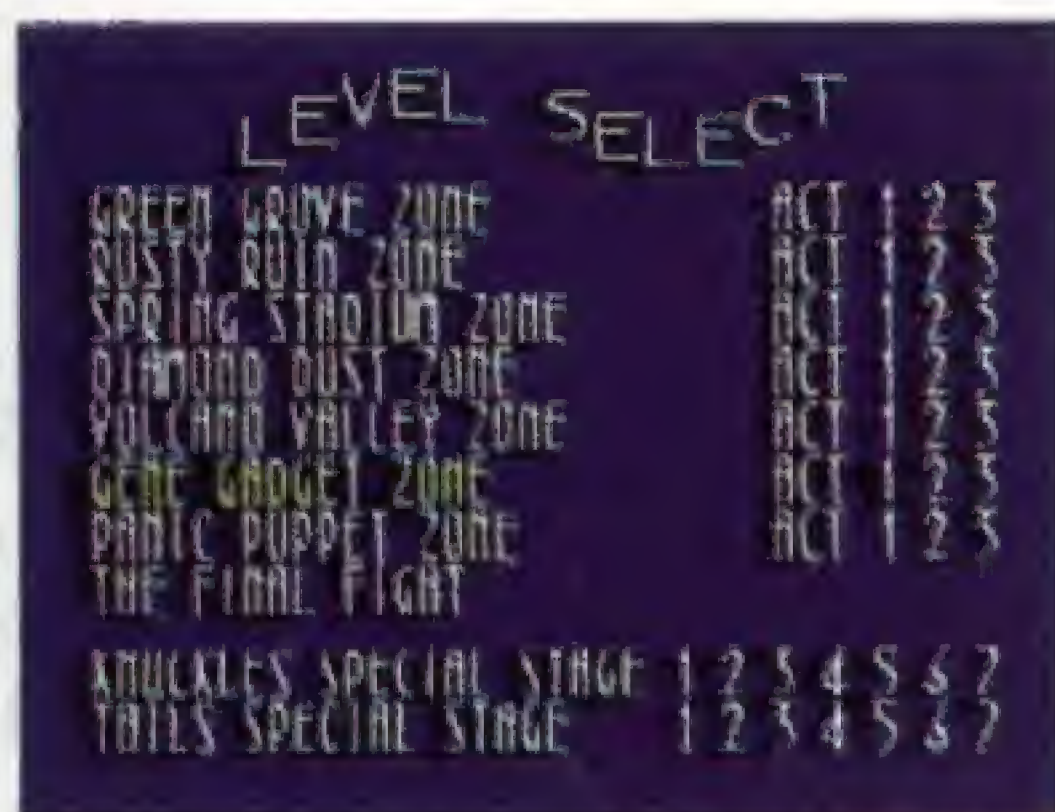 LEVEL SELECT
GREEN GROVE ZONE ACT 1 2 3
RUSTY RUIN ZONE ACT 1 2 3
SPRING STADIUM ZONE ACT 1 2 3
DIAMOND DUST ZONE ACT 1 2 3
VOLCANO VALLEY ZONE ACT 1 2 3
GENE GADGET ZONE ACT 1 2 3
PANIC PUPPET ZONE ACT 1 2 3
THE FINAL FIGHT
KNUCKLES SPECIAL STAGE 1 2 3 4 5 6 7
TAILS SPECIAL STAGE 1 2 3 4 5 6 7